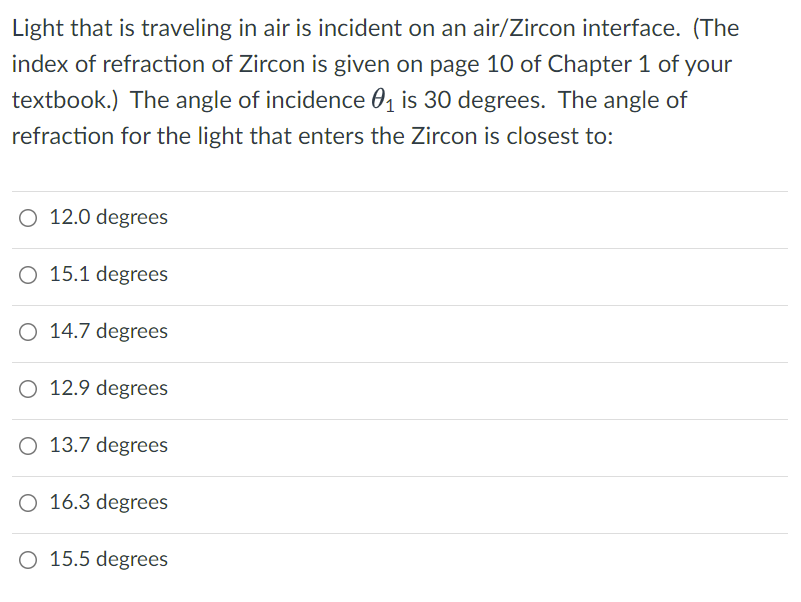 Light that is traveling in air is incident on an air/Zircon interface.  (The
index of refraction of Zircon is given on page 10 of Chapter 1 of your
textbook.)  The angle of incidence θ₁ is 30 degrees.  The angle of
refraction for the light that enters the Zircon is closest to:
12.0 degrees
15.1 degrees
14.7 degrees
12.9 degrees
13.7 degrees
16.3 degrees
15.5 degrees